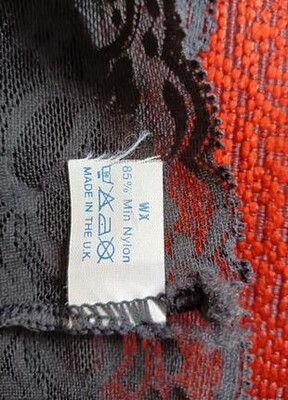 WX
85% Min Nylon
MADE IN THE U.K.